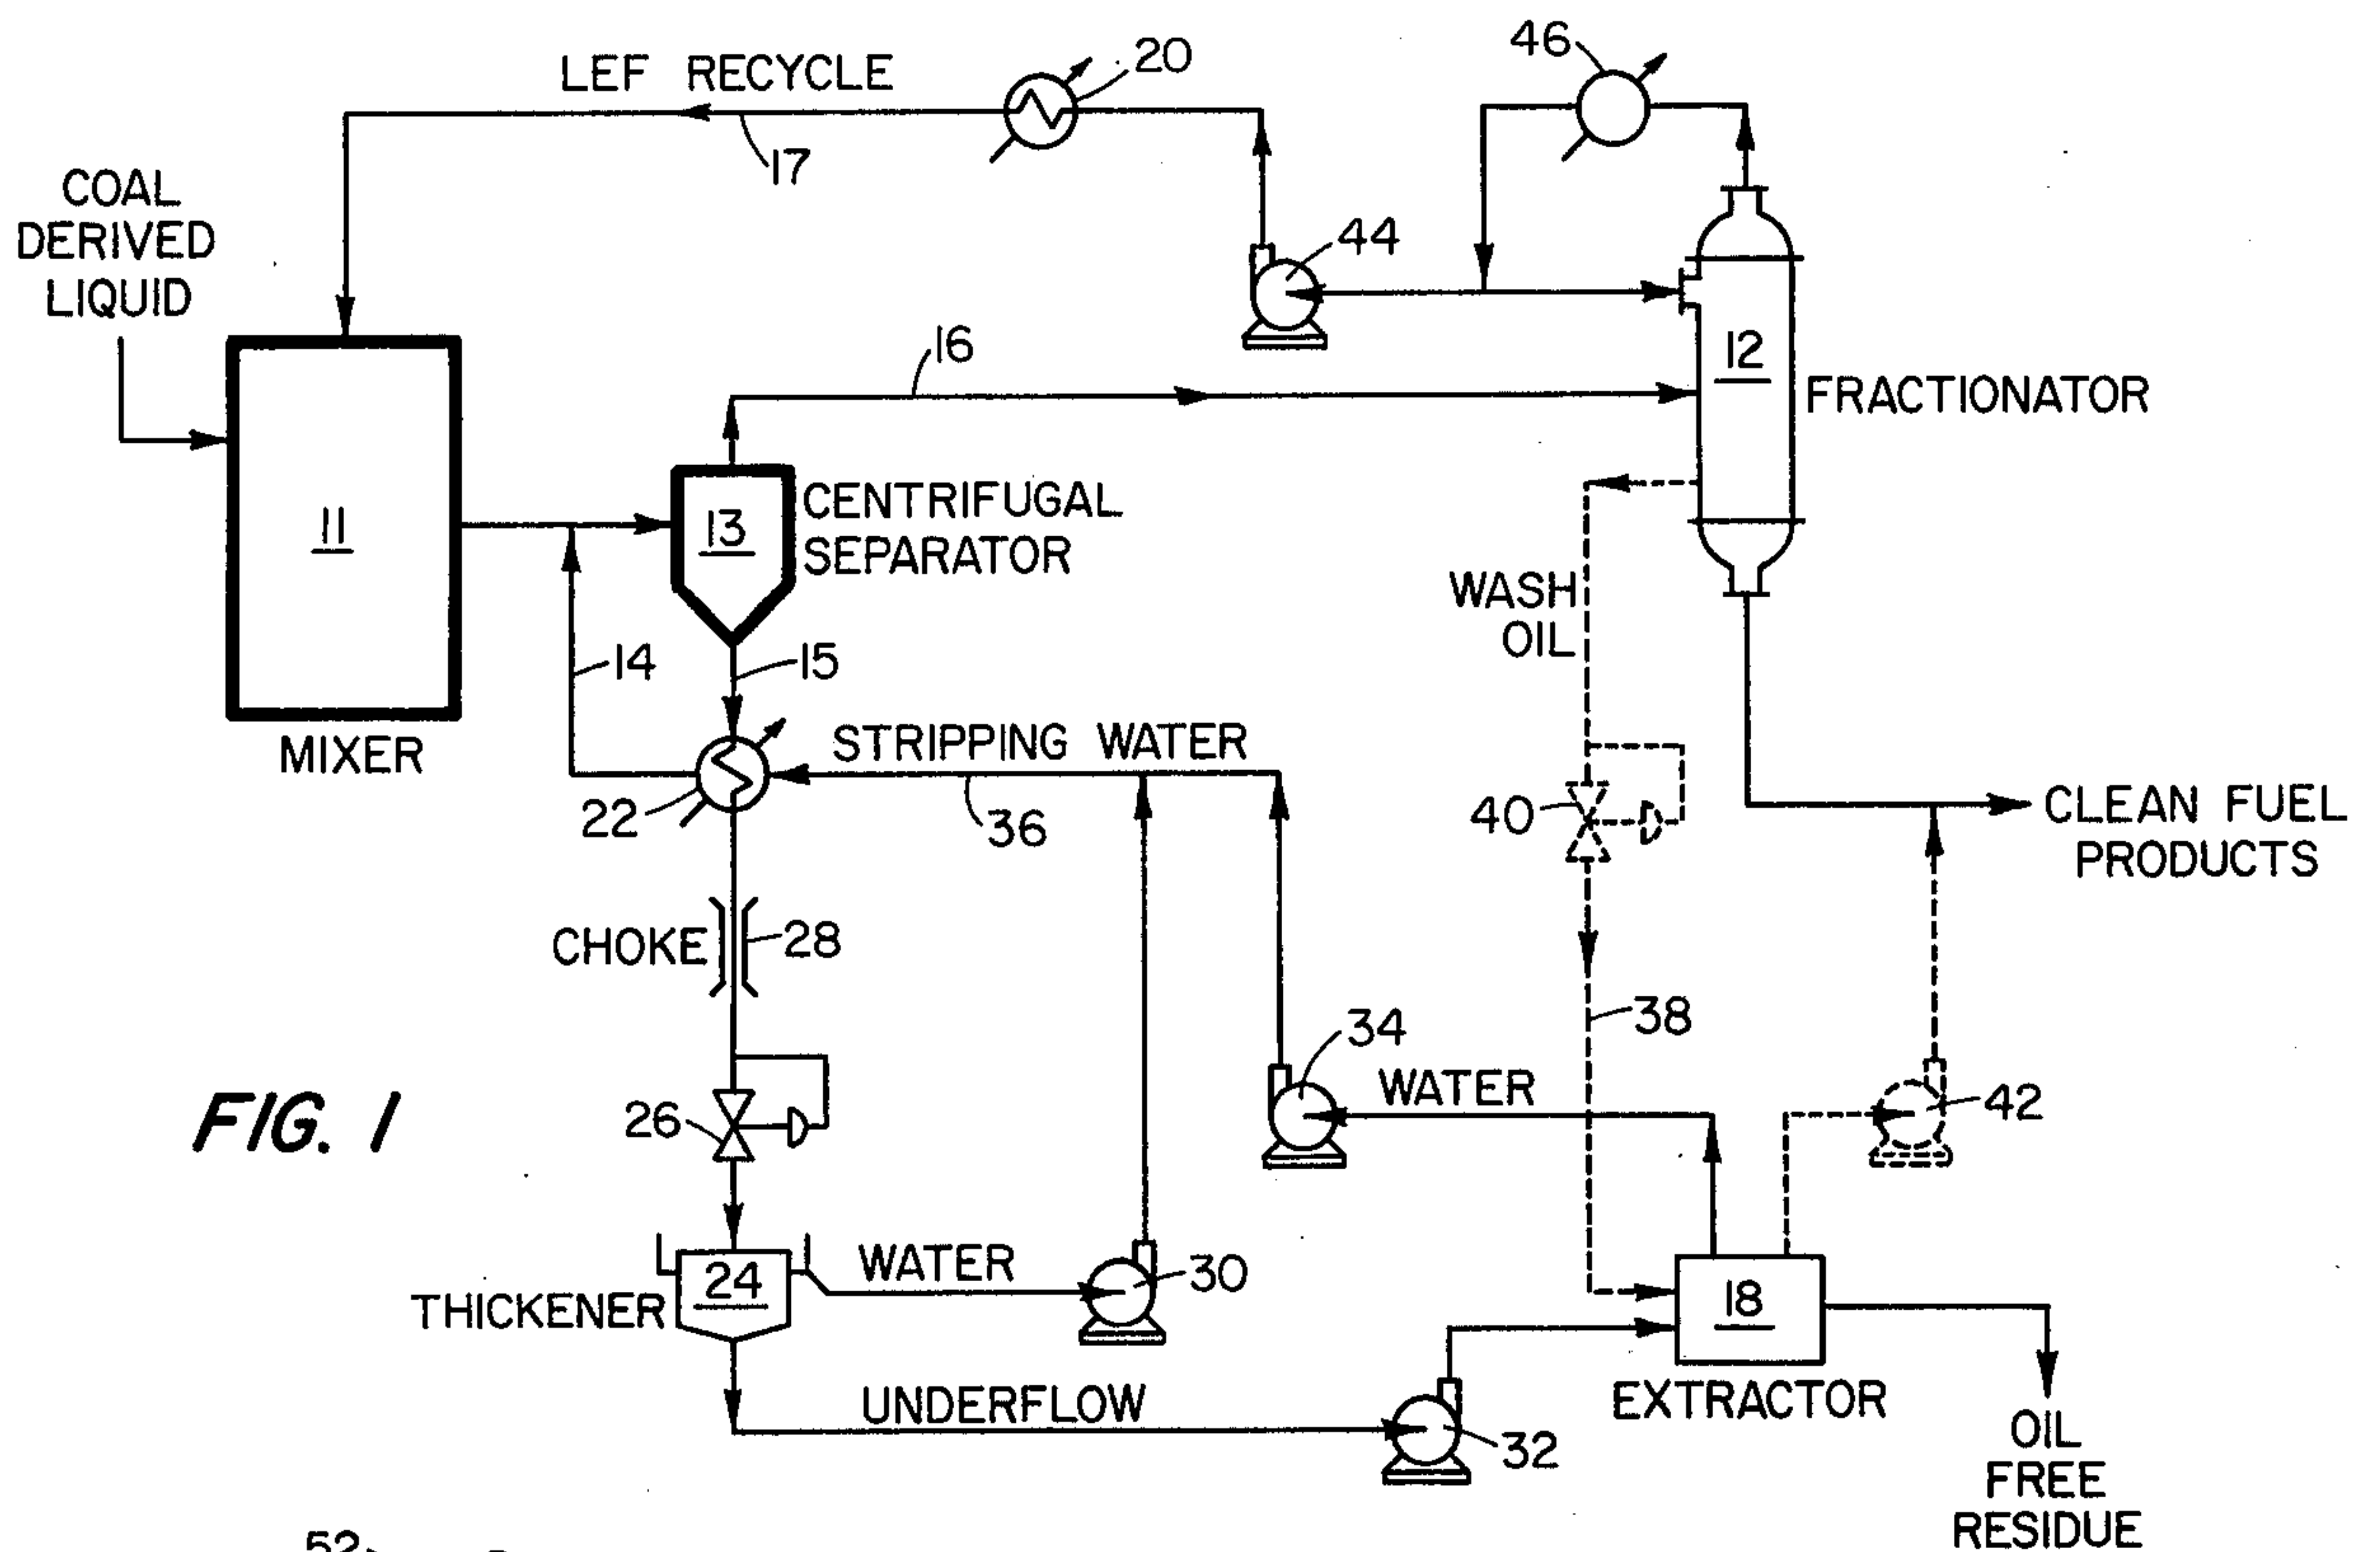 LEF RECYCLE
20
46
17
COAL
DERIVED
LIQUID
44
16
12
FRACTIONATOR
11
13
CENTRIFUGAL
SEPARATOR
WASH
OIL
14
15
MIXER
STRIPPING WATER
22
36
40
CLEAN FUEL
PRODUCTS
CHOKE
28
38
34
WATER
26
42
FIG. 1
WATER
30
24
THICKENER
18
UNDERFLOW
EXTRACTOR
32
OIL
FREE
RESIDUE
52